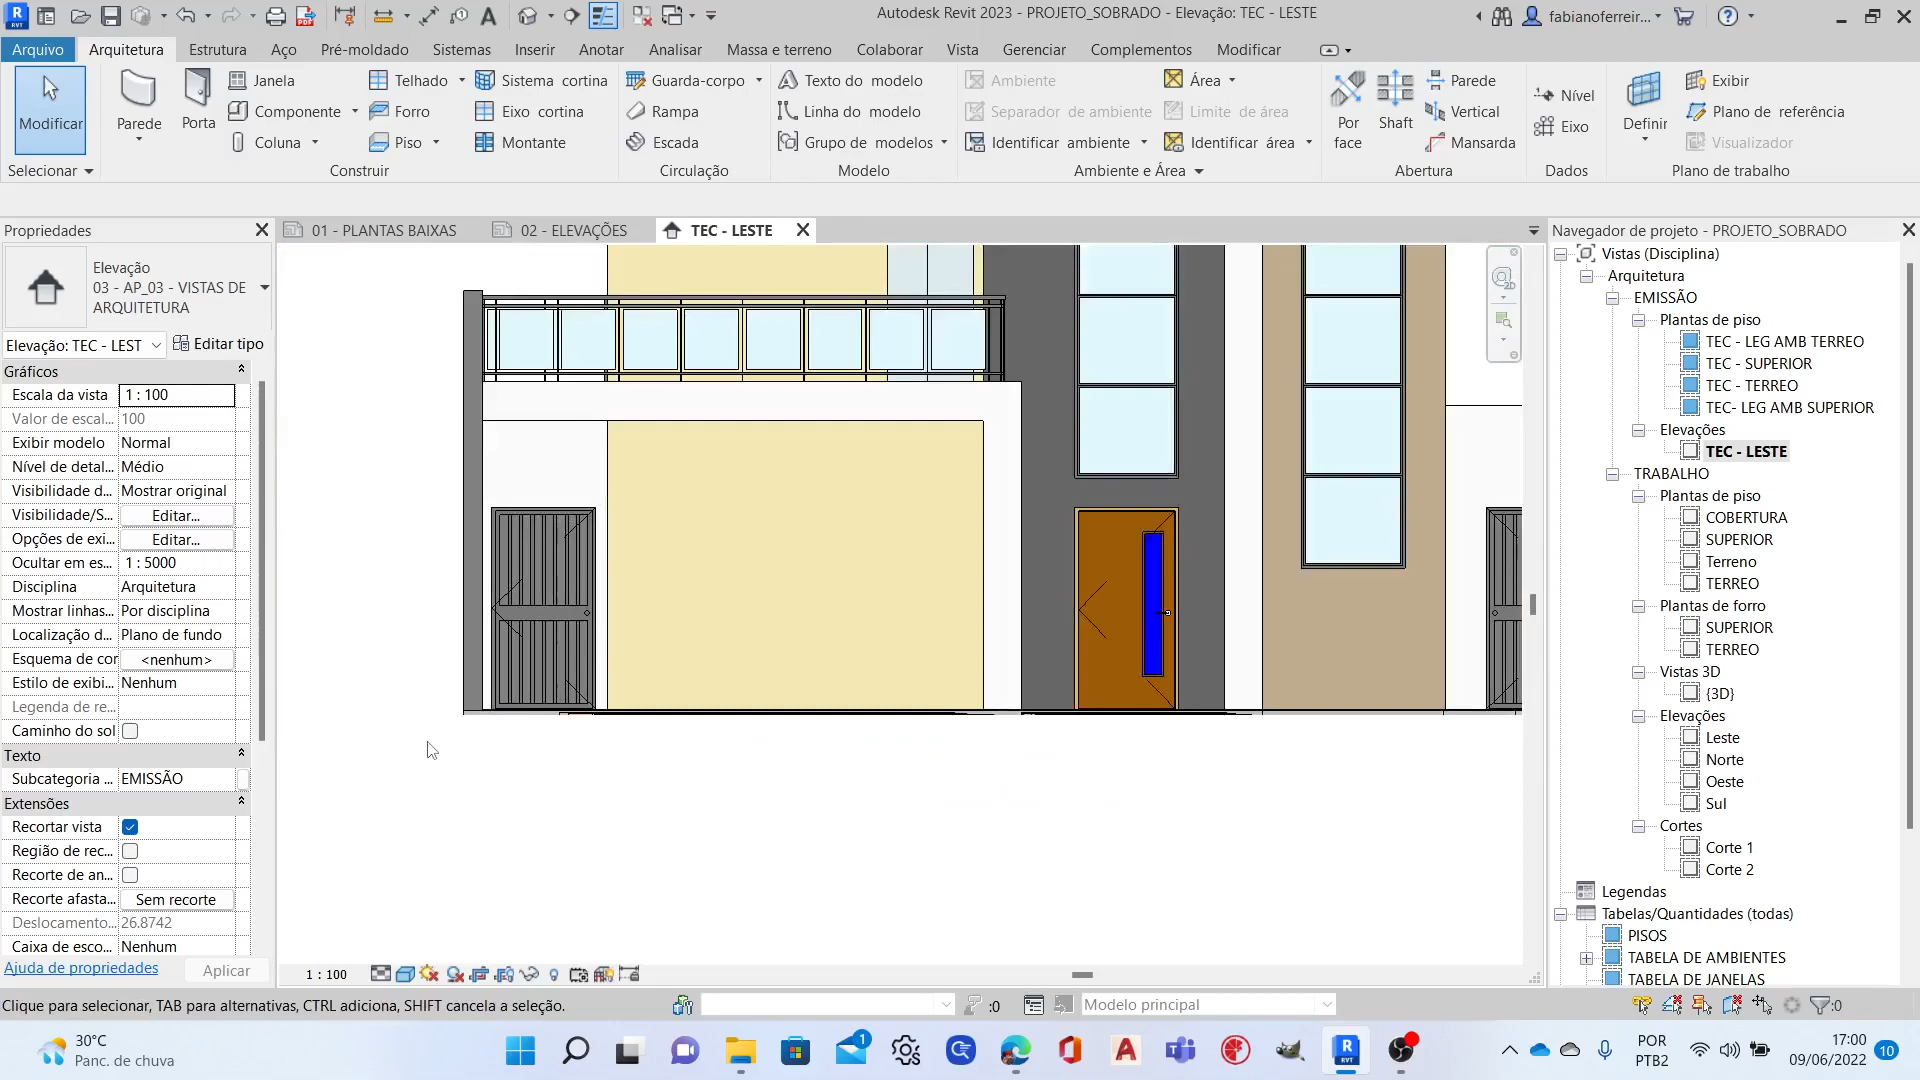 Autodesk Revit 2023 - PROJETO_SOBRADO - Elevação: TEC - LESTE
fabianoferreir...
Arquivo Arquitetura Estrutura Aço Pré-moldado Sistemas Inserir Anotar Analisar Massa e terreno Colaborar Vista Gerenciar Complementos Modificar
Modificar
Parede
Porta
Janela
Componente
Coluna
Telhado
Forro
Piso
Sistema cortina
Eixo cortina
Montante
Guarda-corpo
Rampa
Escada
Texto do modelo
Linha do modelo
Grupo de modelos
Ambiente
Separador de ambiente
Identificar ambiente
Área
Limite de área
Identificar área
Por face
Shaft
Parede
Vertical
Mansarda
Nível
Eixo
Definir
Exibir
Plano de referência
Visualizador
Selecionar Construir Circulação Modelo Ambiente e Área Abertura Dados Plano de trabalho
Propriedades
Elevação
03 - AP_03 - VISTAS DE
ARQUITETURA
Elevação: TEC - LEST
Editar tipo
Gráficos
Escala da vista 1 : 100
Valor de escal... 100
Exibir modelo Normal
Nível de detal... Médio
Visibilidade d... Mostrar original
Visibilidade/S... Editar...
Opções de exi... Editar...
Ocultar em es... 1 : 5000
Disciplina Arquitetura
Mostrar linhas... Por disciplina
Localização d... Plano de fundo
Esquema de cor <nenhum>
Estilo de exibi... Nenhum
Legenda de re...
Caminho do sol
Texto
Subcategoria ... EMISSÃO
Extensões
Recortar vista
Região de rec...
Recorte de an...
Recorte afasta... Sem recorte
Deslocamento... 26.8742
Caixa de esco... Nenhum
Ajuda de propriedades
Aplicar
01 - PLANTAS BAIXAS 02 - ELEVAÇÕES TEC - LESTE
2D
1 : 100
Navegador de projeto - PROJETO_SOBRADO
Vistas (Disciplina)
Arquitetura
EMISSÃO
Plantas de piso
TEC - LEG AMB TERREO
TEC - SUPERIOR
TEC - TERREO
TEC- LEG AMB SUPERIOR
Elevações
TEC - LESTE
TRABALHO
Plantas de piso
COBERTURA
SUPERIOR
Terreno
TERREO
Plantas de forro
SUPERIOR
TERREO
Vistas 3D
{3D}
Elevações
Leste
Norte
Oeste
Sul
Cortes
Corte 1
Corte 2
Legendas
Tabelas/Quantidades (todas)
PISOS
TABELA DE AMBIENTES
TABELA DE JANELAS
Clique para selecionar, TAB para alternativas, CTRL adiciona, SHIFT cancela a seleção.
:0
Modelo principal
:0
30°C
Panc. de chuva
1
POR
PTB2
17:00
09/06/2022
10